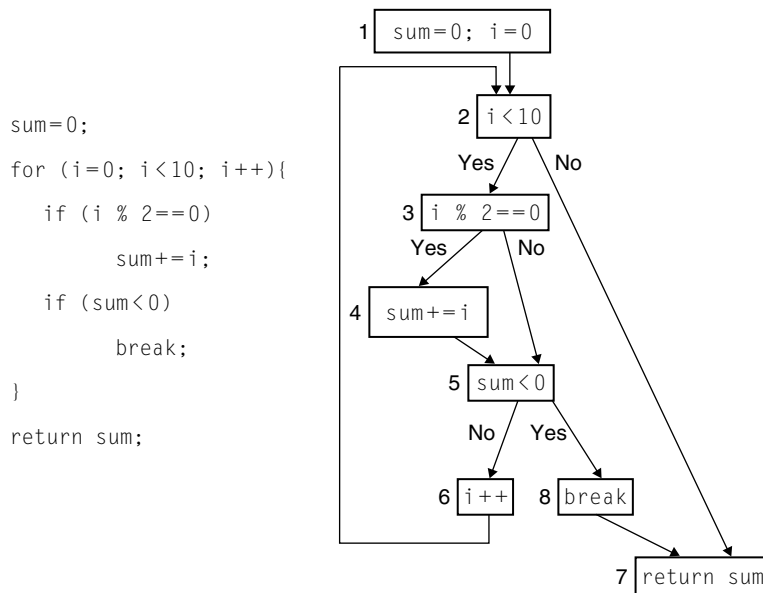 sum=0;
for (i=0; i<10; i++){
if (i % 2==0)
sum+=i;
if (sum<0)
break;
}
return sum;
1 sum=0; i=0
2 i<10
Yes No
3 i % 2==0
Yes No
4 sum+=i
5 sum<0
No Yes
6 i++ 8 break
7 return sum